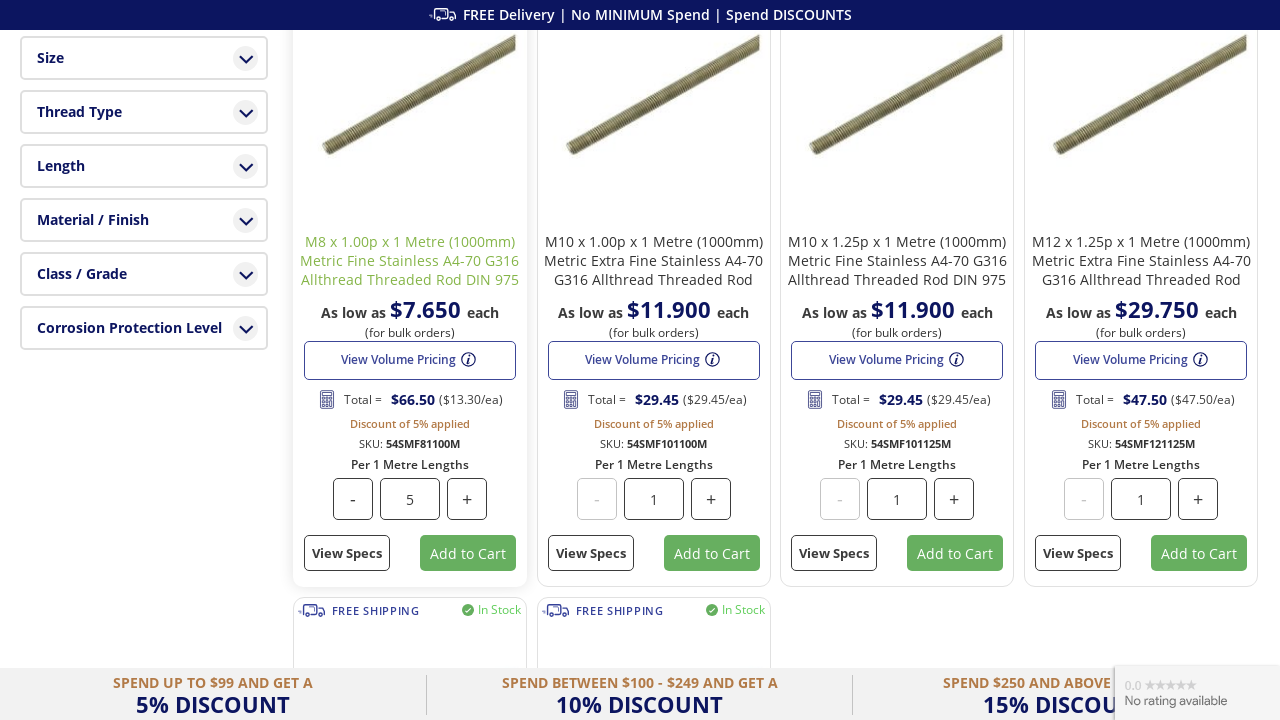 FREE Delivery | No MINIMUM Spend | Spend DISCOUNTS
Size
Thread Type
Length
Material / Finish
Class / Grade
Corrosion Protection Level
M8 x 1.00p x 1 Metre (1000mm)
Metric Fine Stainless A4-70 G316
Allthread Threaded Rod DIN 975
As low as $7.650 each
(for bulk orders)
View Volume Pricing
Total = $66.50 ($13.30/ea)
Discount of 5% applied
SKU: 54SMF81100M
Per 1 Metre Lengths
- 5 +
View Specs Add to Cart
M10 x 1.00p x 1 Metre (1000mm)
Metric Extra Fine Stainless A4-70
G316 Allthread Threaded Rod
As low as $11.900 each
(for bulk orders)
View Volume Pricing
Total = $29.45 ($29.45/ea)
Discount of 5% applied
SKU: 54SMF101100M
Per 1 Metre Lengths
- 1 +
View Specs Add to Cart
M10 x 1.25p x 1 Metre (1000mm)
Metric Fine Stainless A4-70 G316
Allthread Threaded Rod DIN 975
As low as $11.900 each
(for bulk orders)
View Volume Pricing
Total = $29.45 ($29.45/ea)
Discount of 5% applied
SKU: 54SMF101125M
Per 1 Metre Lengths
- 1 +
View Specs Add to Cart
M12 x 1.25p x 1 Metre (1000mm)
Metric Extra Fine Stainless A4-70
G316 Allthread Threaded Rod
As low as $29.750 each
(for bulk orders)
View Volume Pricing
Total = $47.50 ($47.50/ea)
Discount of 5% applied
SKU: 54SMF121125M
Per 1 Metre Lengths
- 1 +
View Specs Add to Cart
FREE SHIPPING In Stock
FREE SHIPPING In Stock
SPEND UP TO $99 AND GET A
5% DISCOUNT
SPEND BETWEEN $100 - $249 AND GET A
10% DISCOUNT
SPEND $250 AND ABOVE
15% DISCOU
0.0
No rating available